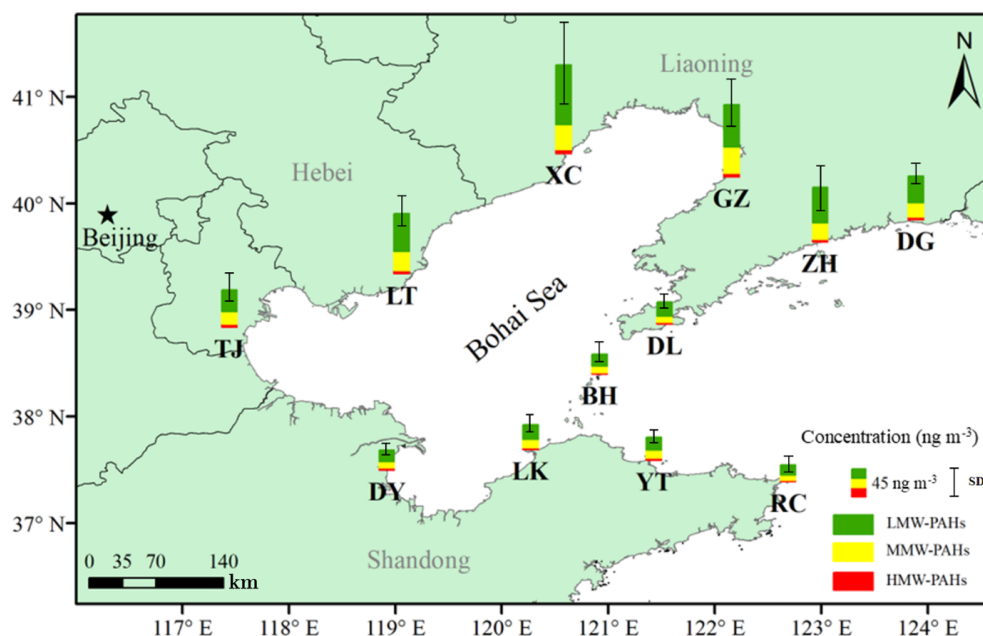 N
Liaoning
41° N
XC
Hebei
GZ
40° N
Beijing
ZH
DG
LT
39° N
TJ
Bohai Sea
DL
BH
38° N
Concentration (ng m-3)
LK
YT
45 ng m-3
SD
DY
RC
37° N
LMW-PAHs
Shandong
MMW-PAHs
0 35 70 140
km
HMW-PAHs
117° E 118° E 119° E 120° E 121° E 122° E 123° E 124° E